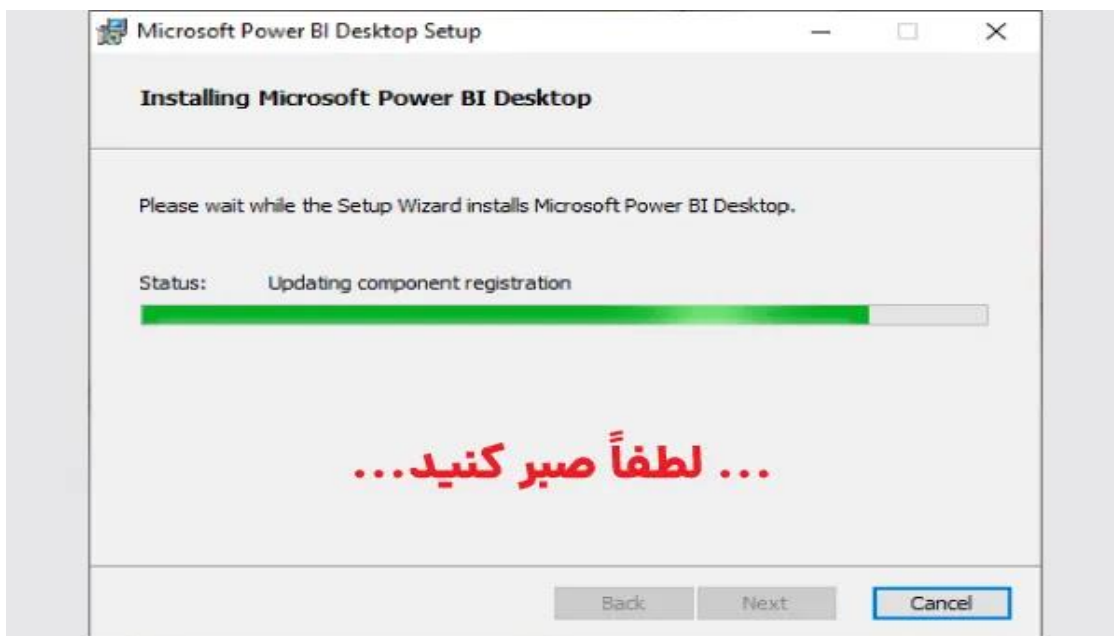 Microsoft Power BI Desktop Setup
Installing Microsoft Power BI Desktop
Please wait while the Setup Wizard installs Microsoft Power BI Desktop.
Status: Updating component registration
... لطفاً صبر کنید...
Back Next Cancel